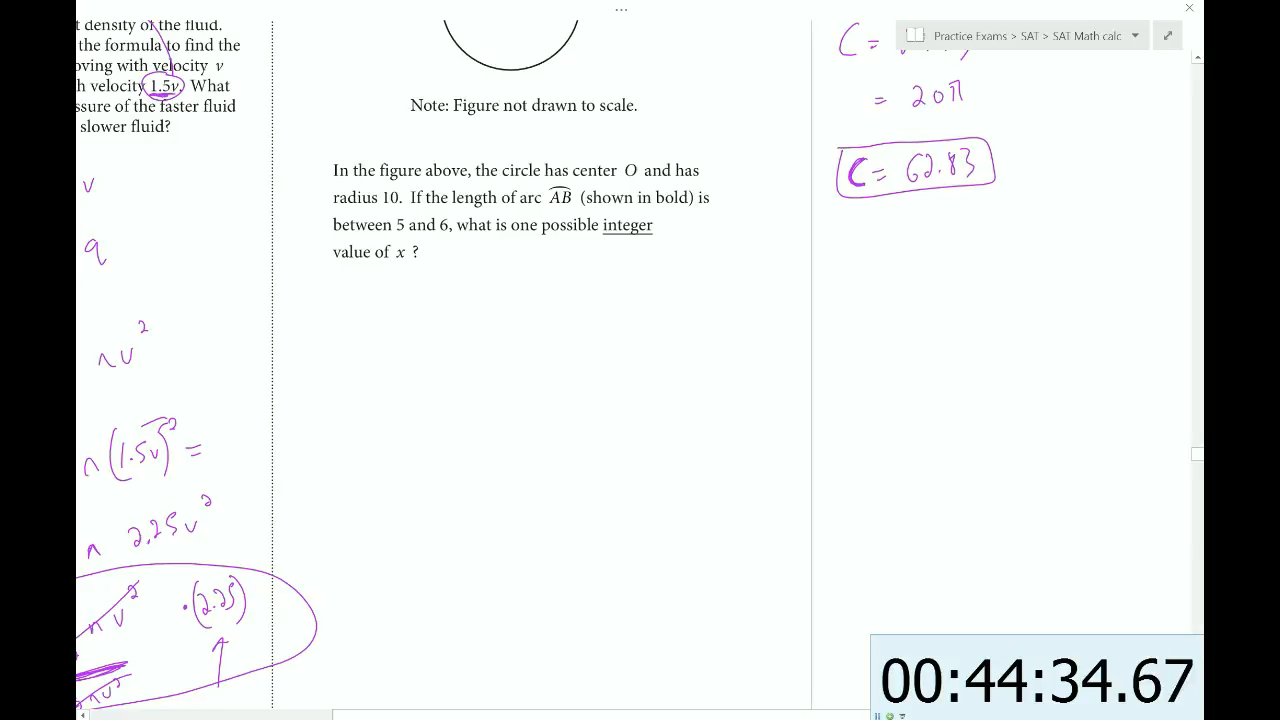 t density of the fluid.
the formula to find the
oving with velocity v
h velocity 1.5v. What
ssure of the faster fluid
slower fluid?
v
q
n v²
n (1.5v)² =
n 2.25v²
n v² · (2.25)
n v²
Note: Figure not drawn to scale.
In the figure above, the circle has center O and has
radius 10. If the length of arc AB (shown in bold) is
between 5 and 6, what is one possible integer
value of x ?
C =
= 20π
C = 62.83
Practice Exams > SAT > SAT Math calc
00:44:34.67